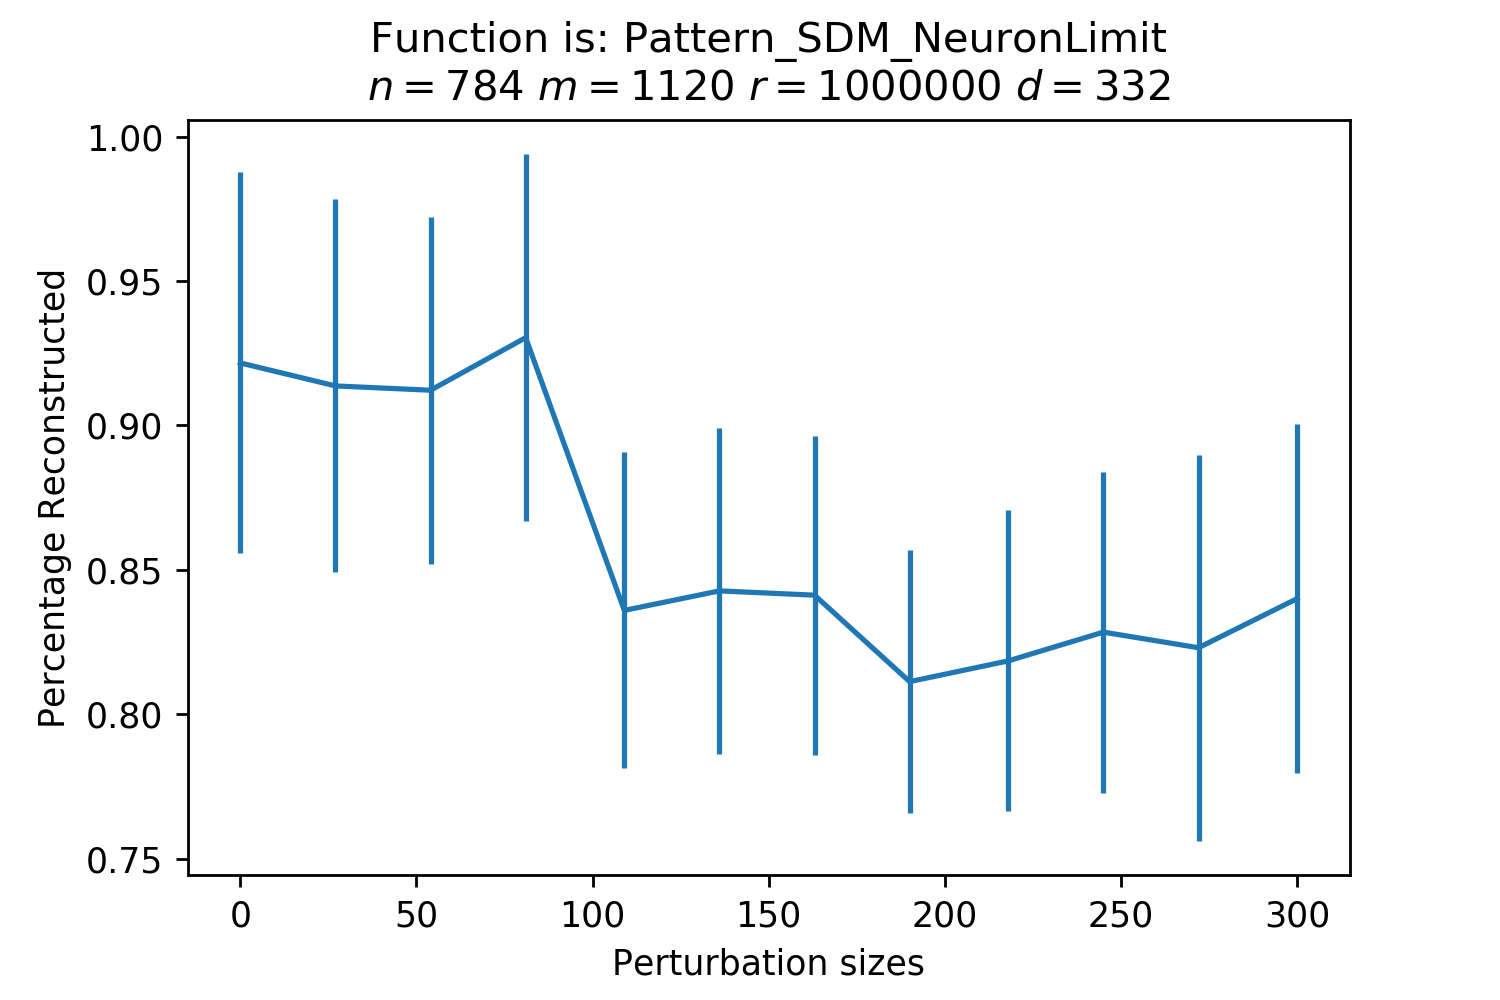 Function is: Pattern_SDM_NeuronLimit
n = 784 m = 1120 r = 1000000 d = 332
1.00
0.95
0.90
0.85
0.80
0.75
Percentage Reconstructed
0 50 100 150 200 250 300
Perturbation sizes